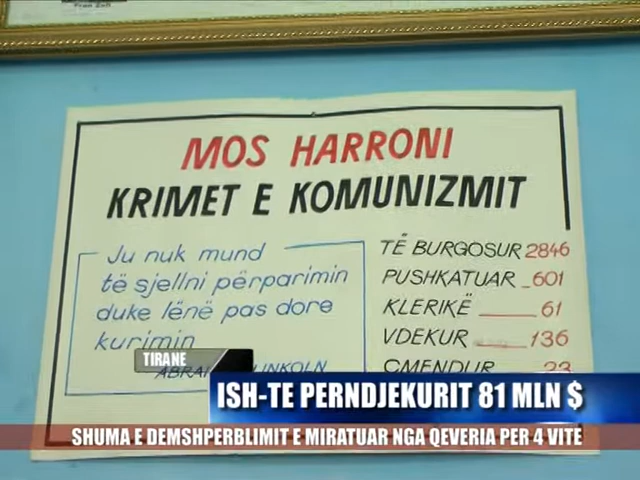 MOS HARRONI
KRIMET E KOMUNIZMIT
Ju nuk mund
të sjellni përparimin
duke lënë pas dore
kurimin
TË BURGOSUR 2846
PUSHKATUAR 601
KLERIKË 61
VDEKUR 136
ÇMENDUR 23
TIRANE
ISH-TE PERNDJEKURIT 81 MLN $
SHUMA E DEMSHPERBLIMIT E MIRATUAR NGA QEVERIA PER 4 VITE